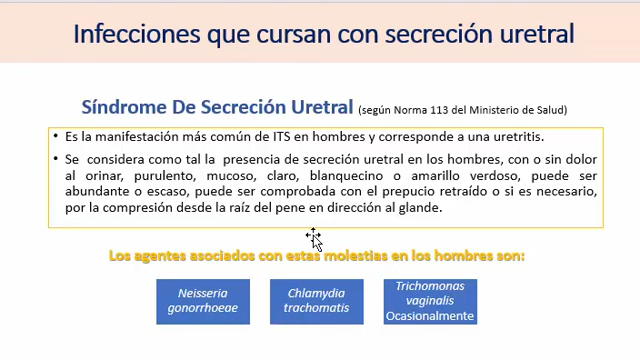 Infecciones que cursan con secreción uretral
Síndrome De Secreción Uretral (según Norma 113 del Ministerio de Salud)
• Es la manifestación más común de ITS en hombres y corresponde a una uretritis.
• Se considera como tal la presencia de secreción uretral en los hombres, con o sin dolor
al orinar, purulento, mucoso, claro, blanquecino o amarillo verdoso, puede ser
abundante o escaso, puede ser comprobada con el prepucio retraído o si es necesario,
por la compresión desde la raíz del pene en dirección al glande.
Los agentes asociados con estas molestias en los hombres son:
Neisseria
gonorrhoeae
Chlamydia
trachomatis
Trichomonas
vaginalis
Ocasionalmente